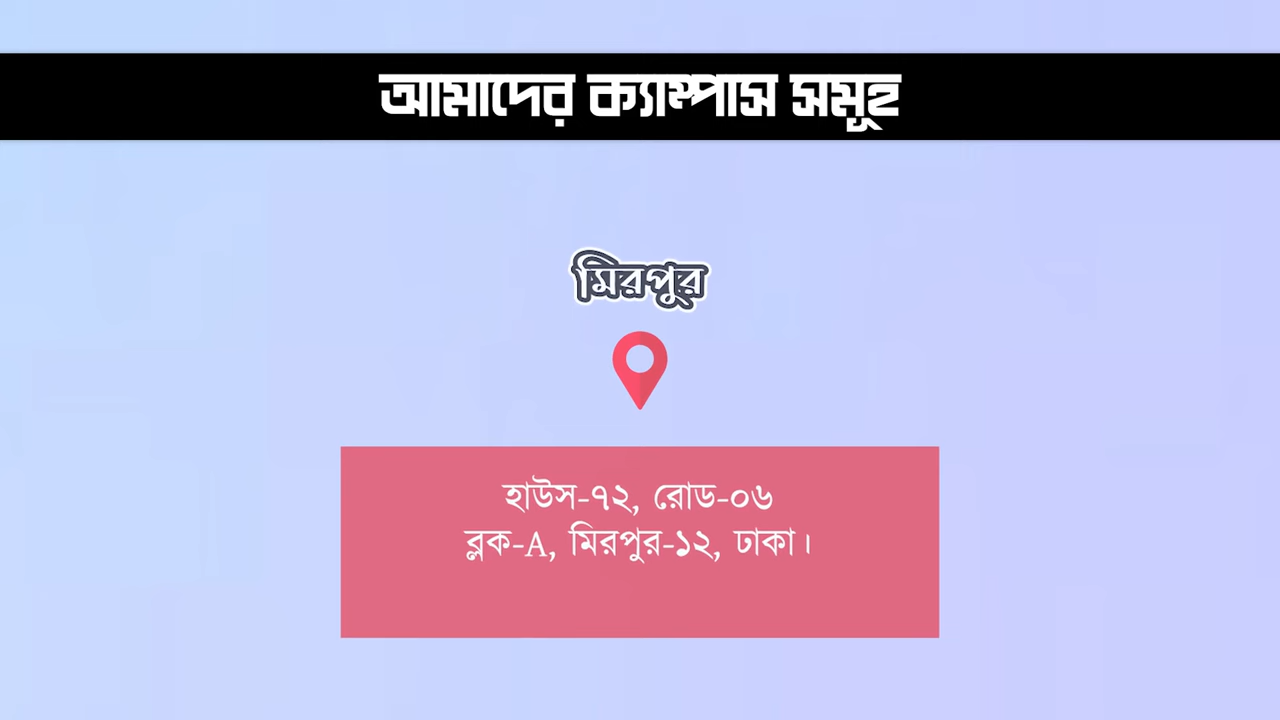 আমাদের ক্যাম্পাস সমূহ
মিরপুর
হাউস-৭২, রোড-০৬
ব্লক-A, মিরপুর-১২, ঢাকা।